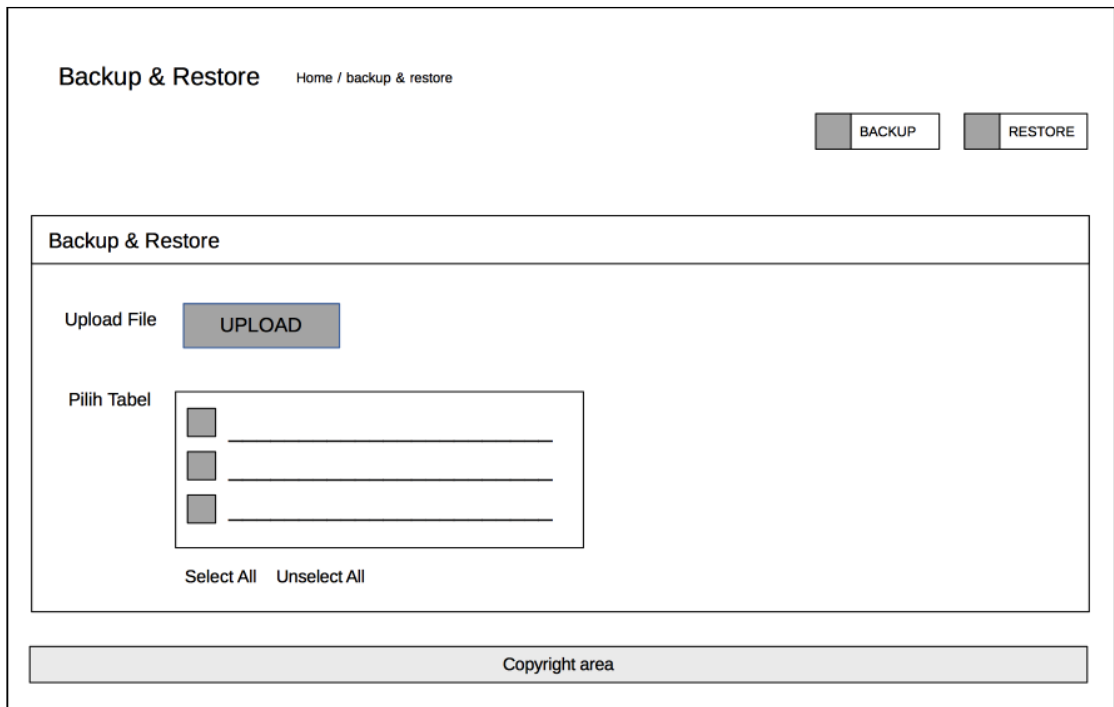 Backup & Restore Home / backup & restore
BACKUP RESTORE
Backup & Restore
Upload File UPLOAD
Pilih Tabel
Select All Unselect All
Copyright area